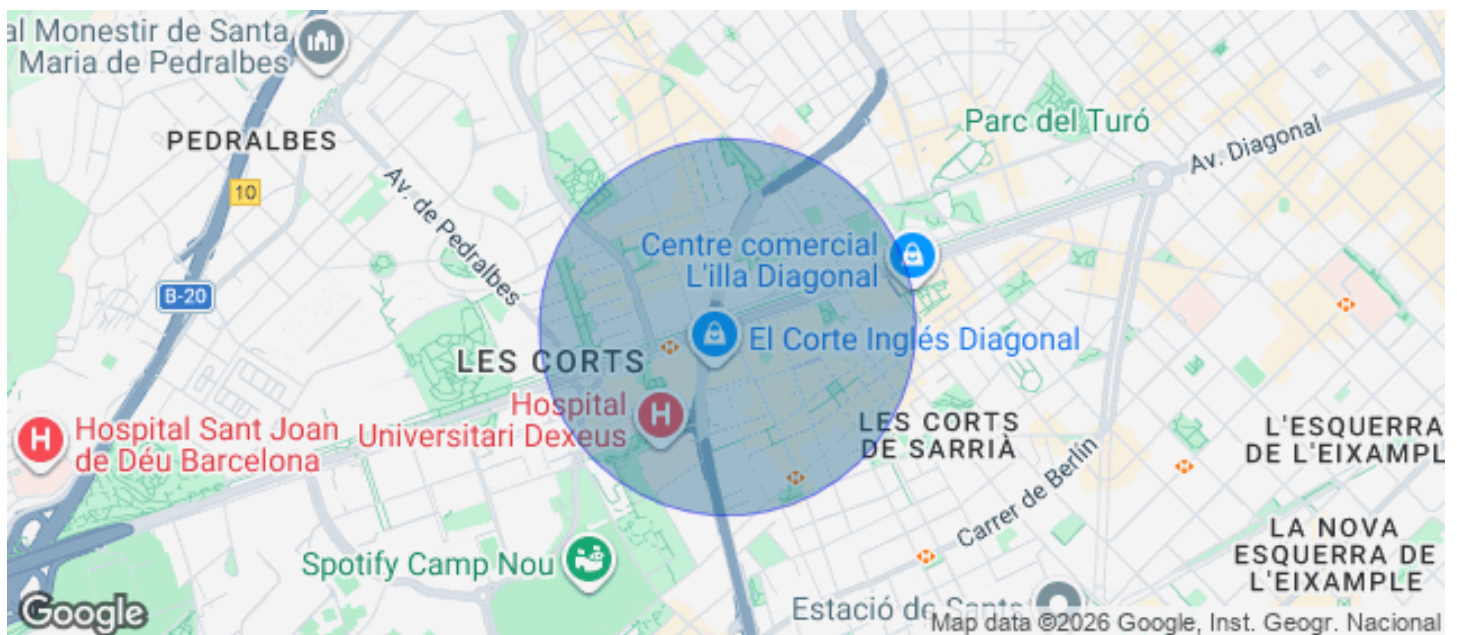 al Monestir de Santa
Maria de Pedralbes
PEDRALBES
10
Av. de Pedralbes
B-20
Parc del Turó
Av. Diagonal
Centre comercial
L'illa Diagonal
El Corte Inglés Diagonal
LES CORTS
Hospital
Universitari Dexeus
H
H
Hospital Sant Joan
de Déu Barcelona
LES CORTS
DE SARRIÀ
L'ESQUERRA
DE L'EIXAMPL
Carrer de Berlín
Spotify Camp Nou
LA NOVA
ESQUERRA DE
L'EIXAMPLE
Estació de Sants
Google
Map data ©2026 Google, Inst. Geogr. Nacional